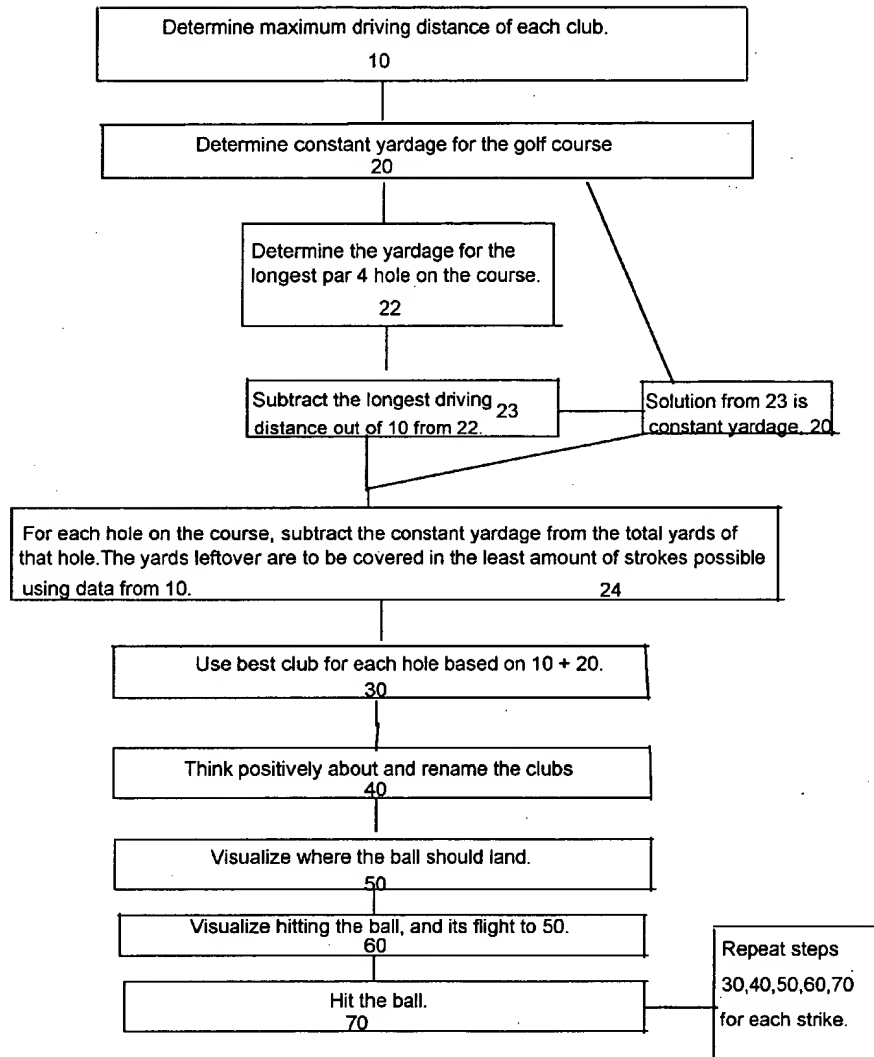 Determine maximum driving distance of each club.
10
Determine constant yardage for the golf course
20
Determine the yardage for the
longest par 4 hole on the course.
22
Subtract the longest driving 23
distance out of 10 from 22.
Solution from 23 is
constant yardage, 20
For each hole on the course, subtract the constant yardage from the total yards of
that hole.The yards leftover are to be covered in the least amount of strokes possible
using data from 10. 24
Use best club for each hole based on 10 + 20.
30
Think positively about and rename the clubs
40
Visualize where the ball should land.
50
Visualize hitting the ball, and its flight to 50.
60
Hit the ball.
70
Repeat steps
30,40,50,60,70
for each strike.